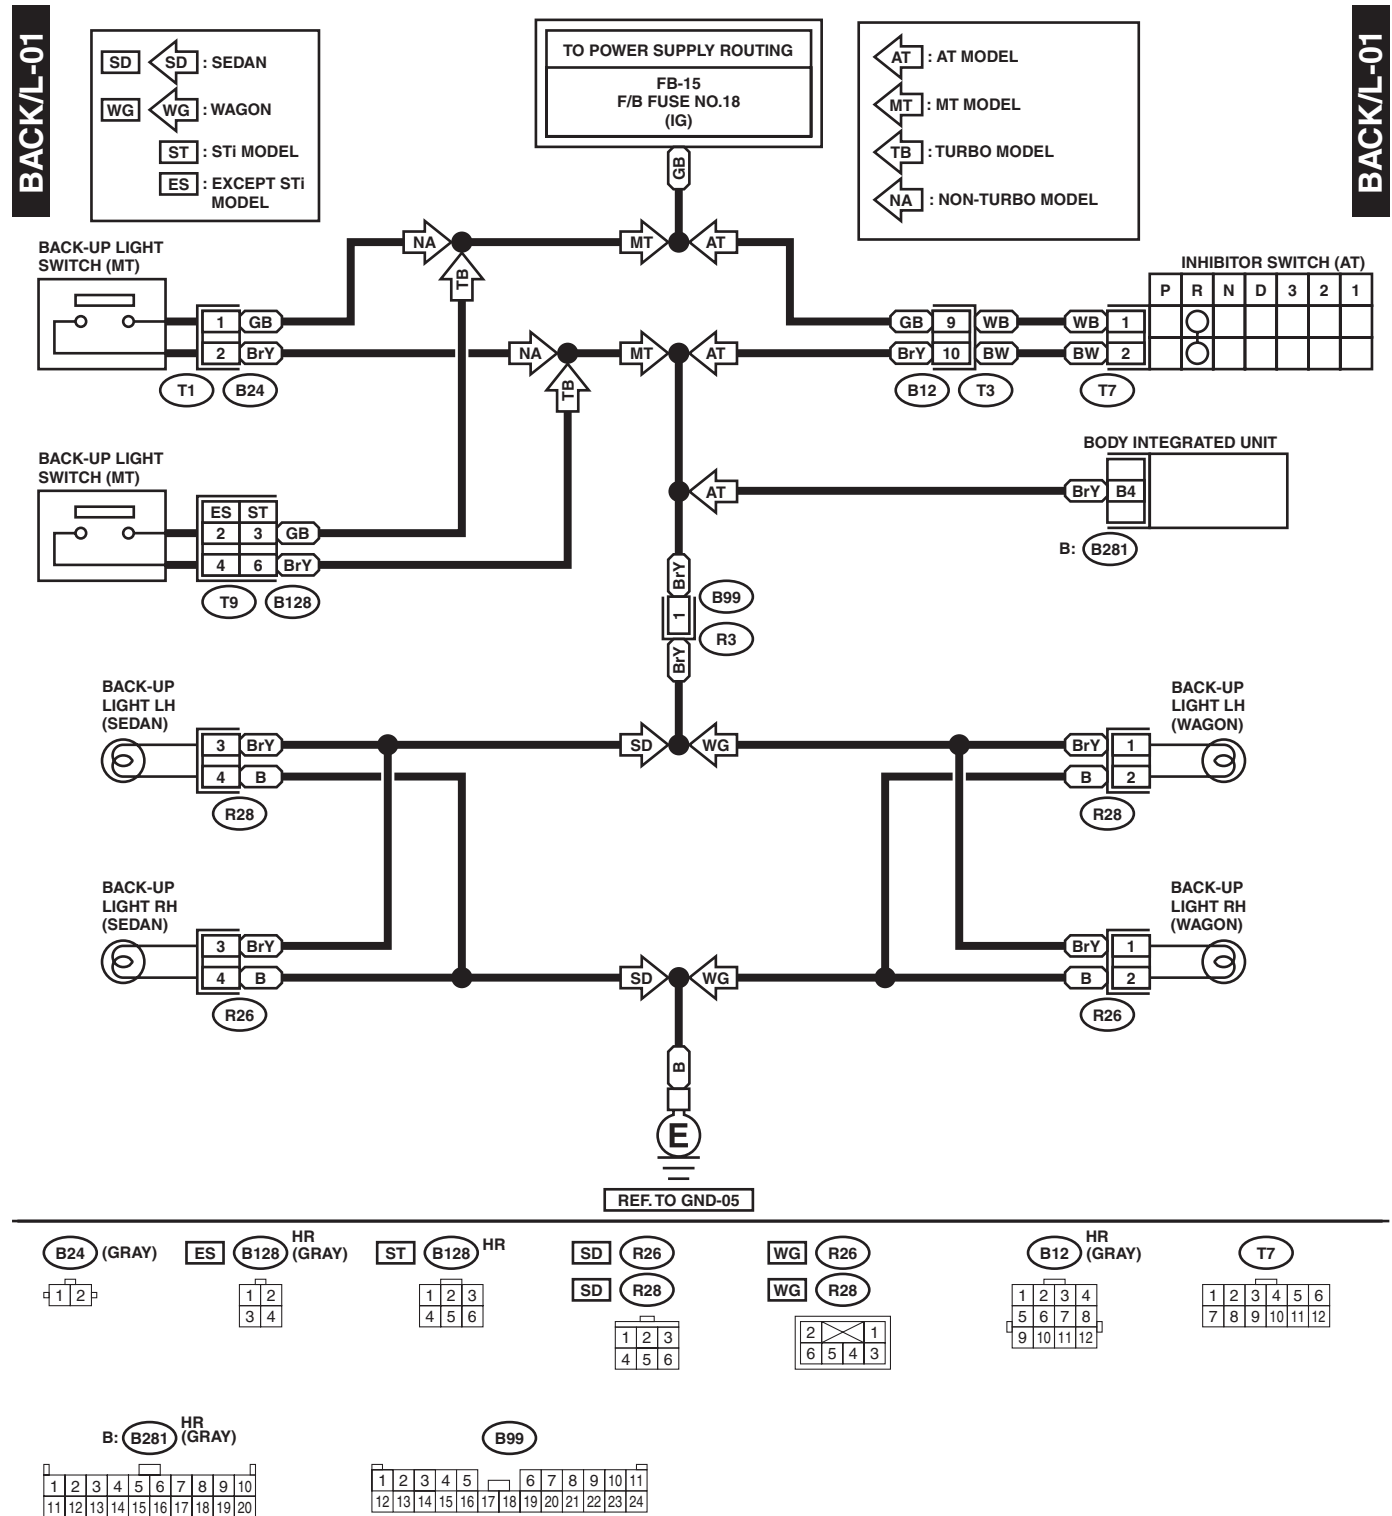 BACK/L-01
BACK/L-01
SD SD : SEDAN
WG WG : WAGON
ST : STi MODEL
ES : EXCEPT STi
MODEL
TO POWER SUPPLY ROUTING
FB-15
F/B FUSE NO.18
(IG)
AT : AT MODEL
MT : MT MODEL
TB : TURBO MODEL
NA : NON-TURBO MODEL
GB
BACK-UP LIGHT
SWITCH (MT)
NA
MT
AT
TB
INHIBITOR SWITCH (AT)
P R N D 3 2 1
1 GB
GB 9 WB
WB 1
2 BrY
NA
MT
AT
BrY 10 BW
BW 2
TB
T1 B24
B12 T3
T7
BACK-UP LIGHT
SWITCH (MT)
BODY INTEGRATED UNIT
AT
BrY B4
ES ST
2 3 GB
4 6 BrY
B: B281
T9 B128
BrY
B99
1
R3
BrY
BACK-UP
LIGHT LH
(SEDAN)
BACK-UP
LIGHT LH
(WAGON)
3 BrY
SD
WG
BrY 1
4 B
B 2
R28
R28
BACK-UP
LIGHT RH
(SEDAN)
BACK-UP
LIGHT RH
(WAGON)
3 BrY
BrY 1
4 B
SD
WG
B 2
R26
R26
B
E
REF. TO GND-05
B24 (GRAY)
1 2
ES B128 HR
(GRAY)
1 2
3 4
ST B128 HR
1 2 3
4 5 6
SD R26
SD R28
1 2 3
4 5 6
WG R26
WG R28
2 1
6 5 4 3
B12 HR
(GRAY)
1 2 3 4
5 6 7 8
9 10 11 12
T7
1 2 3 4 5 6
7 8 9 10 11 12
B: B281 HR
(GRAY)
1 2 3 4 5 6 7 8 9 10
11 12 13 14 15 16 17 18 19 20
B99
1 2 3 4 5 6 7 8 9 10 11
12 13 14 15 16 17 18 19 20 21 22 23 24